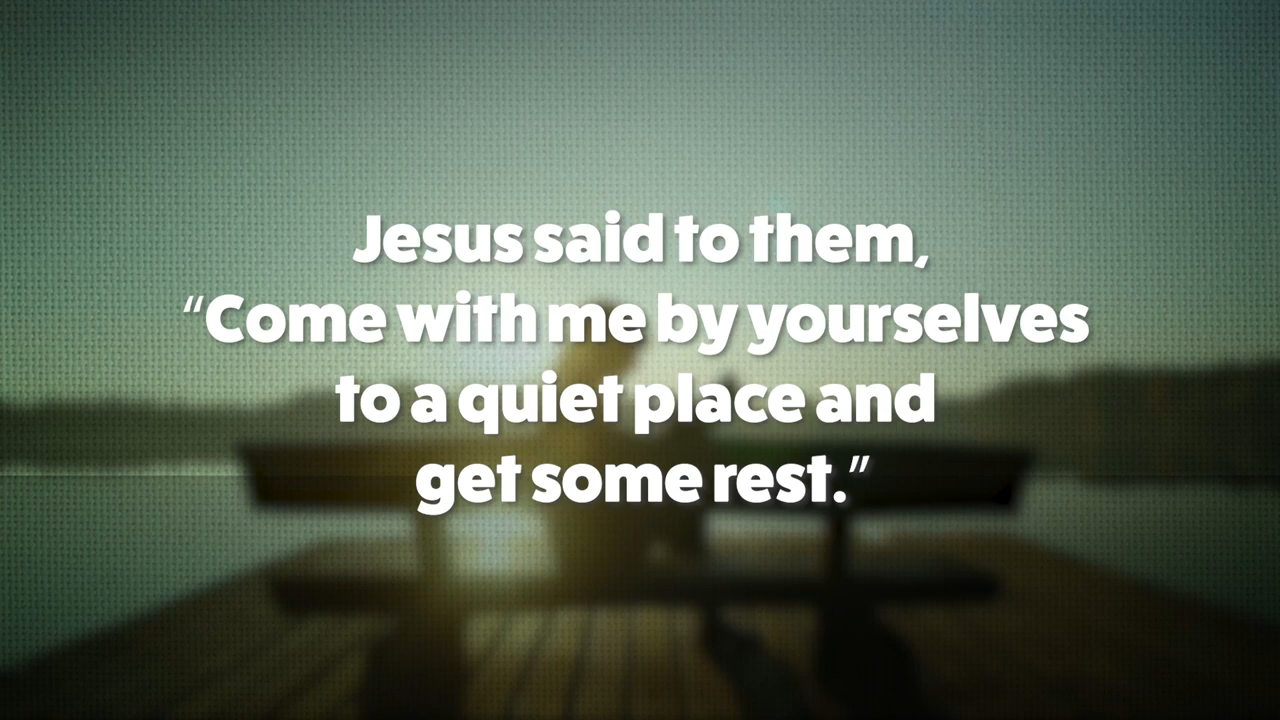 Jesus said to them,
“Come with me by yourselves
to a quiet place and
get some rest.”